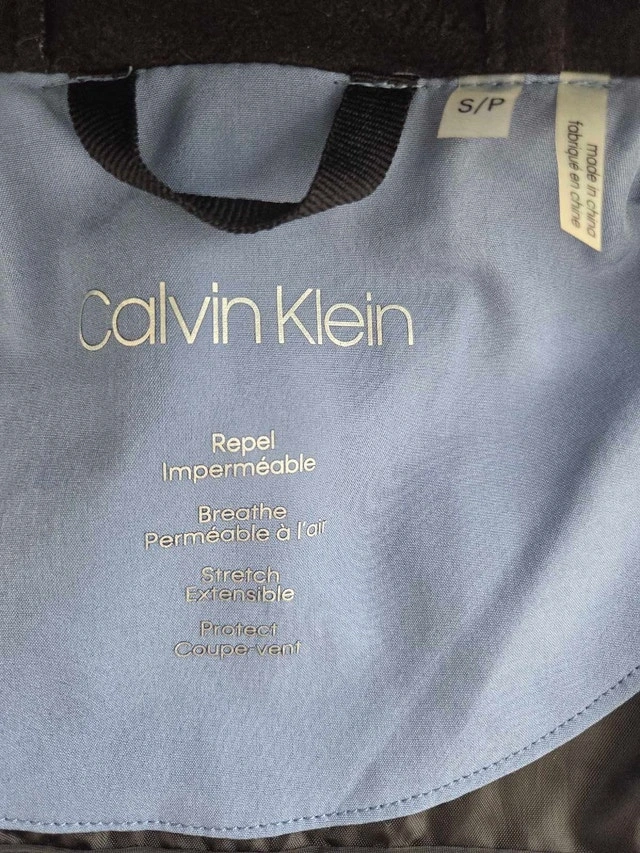 S/P
made in china
fabriqué en chine
Calvin Klein
Repel
Imperméable
Breathe
Perméable à l'air
Stretch
Extensible
Protect
Coupe-vent